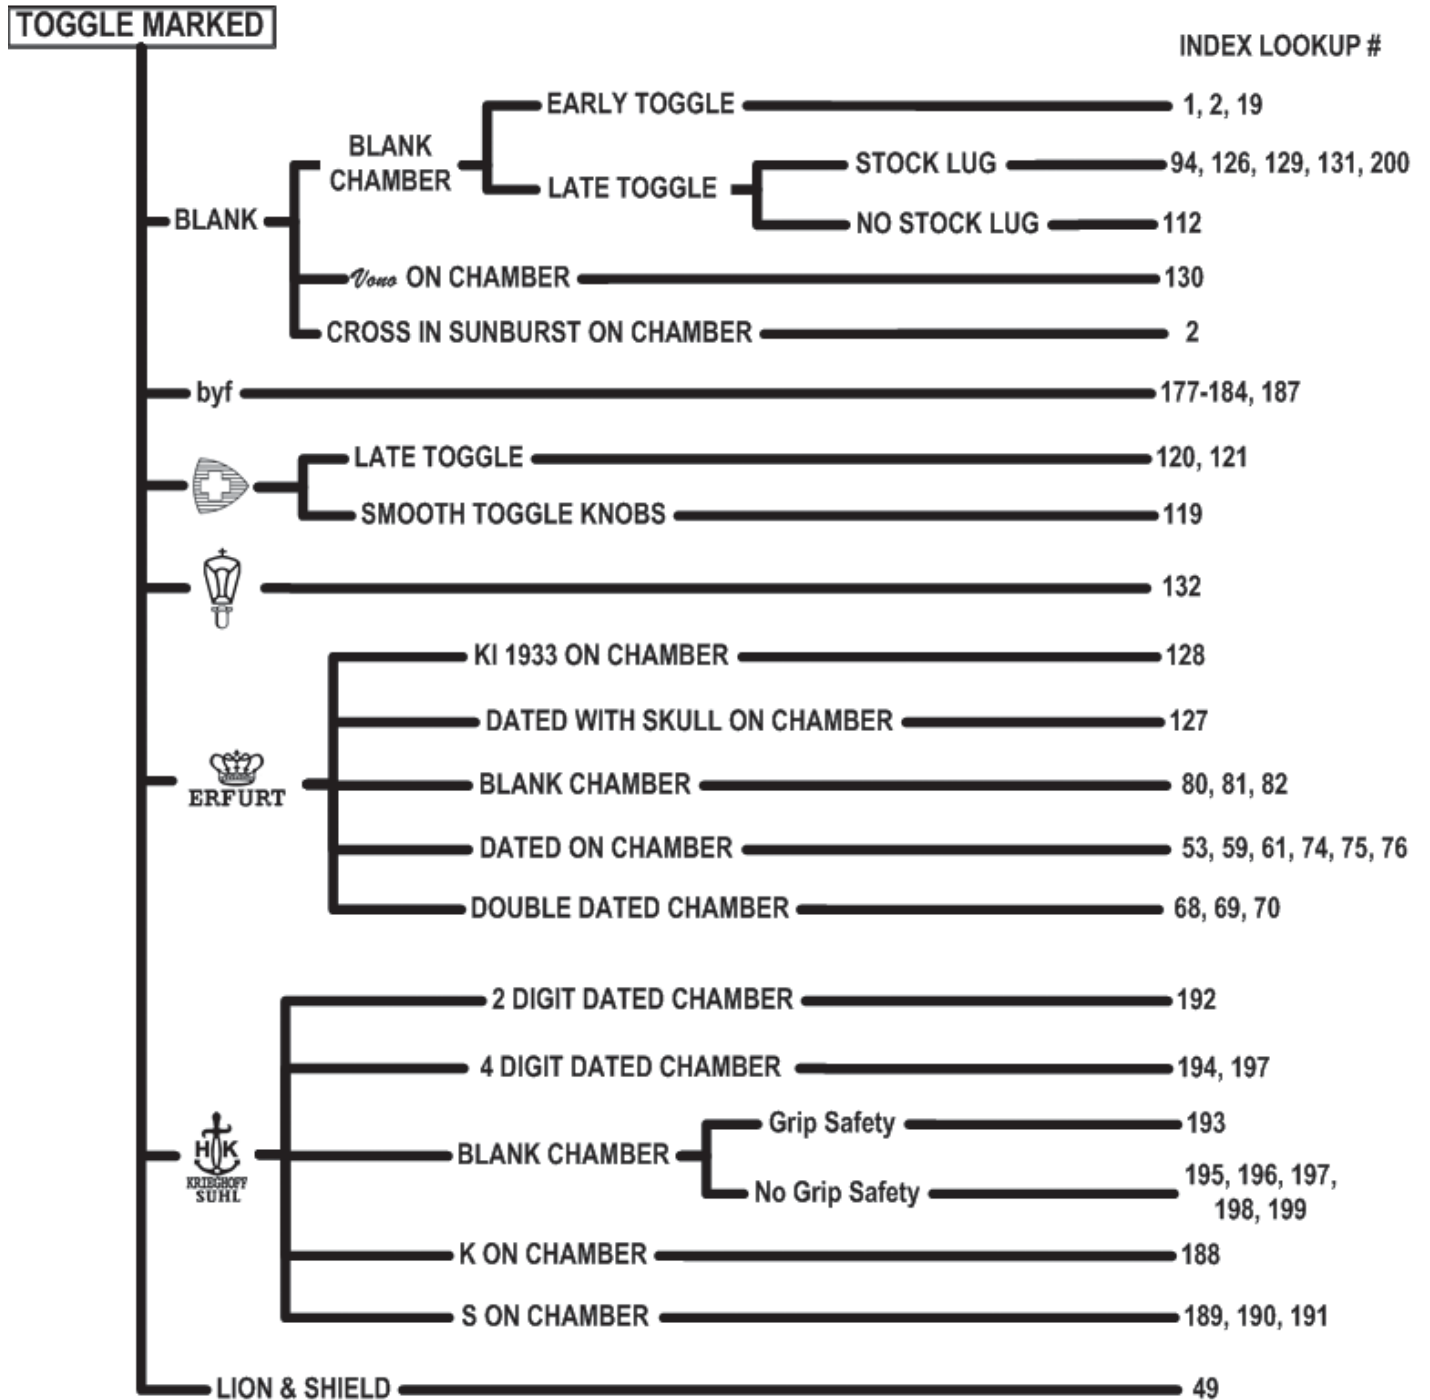 TOGGLE MARKED
INDEX LOOKUP #
EARLY TOGGLE 1, 2, 19
BLANK
CHAMBER
STOCK LUG 94, 126, 129, 131, 200
LATE TOGGLE
BLANK
NO STOCK LUG 112
Vono ON CHAMBER 130
CROSS IN SUNBURST ON CHAMBER 2
byf 177-184, 187
LATE TOGGLE 120, 121
SMOOTH TOGGLE KNOBS 119
132
KI 1933 ON CHAMBER 128
DATED WITH SKULL ON CHAMBER 127
ERFURT
BLANK CHAMBER 80, 81, 82
DATED ON CHAMBER 53, 59, 61, 74, 75, 76
DOUBLE DATED CHAMBER 68, 69, 70
2 DIGIT DATED CHAMBER 192
4 DIGIT DATED CHAMBER 194, 197
HK
KRIEGHOFF
SUHL
BLANK CHAMBER
Grip Safety 193
No Grip Safety 195, 196, 197,
198, 199
K ON CHAMBER 188
S ON CHAMBER 189, 190, 191
LION & SHIELD 49